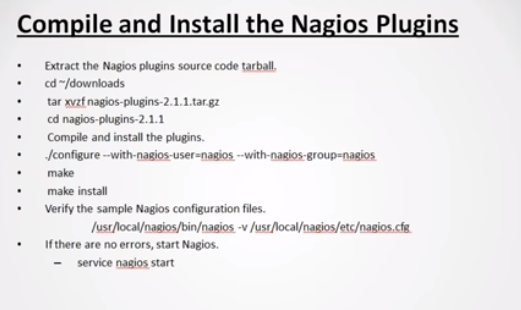 Compile and Install the Nagios Plugins
• Extract the Nagios plugins source code tarball.
• cd ~/downloads
• tar xvzf nagios-plugins-2.1.1.tar.gz
• cd nagios-plugins-2.1.1
• Compile and install the plugins.
• ./configure --with-nagios-user=nagios --with-nagios-group=nagios
• make
• make install
• Verify the sample Nagios configuration files.
/usr/local/nagios/bin/nagios -v /usr/local/nagios/etc/nagios.cfg
• If there are no errors, start Nagios.
– service nagios start